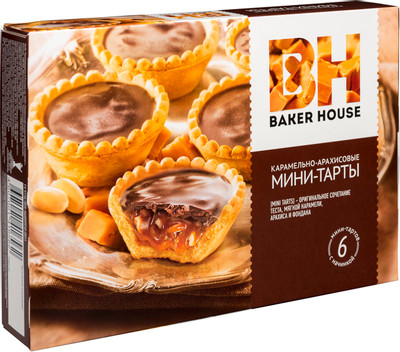 BH
BAKER HOUSE
КАРАМЕЛЬНО-АРАХИСОВЫЕ
МИНИ-ТАРТЫ
(MINI TARTS) – ОРИГИНАЛЬНОЕ СОЧЕТАНИЕ
ТЕСТА, МЯГКОЙ КАРАМЕЛИ,
АРАХИСА И ФОНДАНА
МИНИ-ТАРТОВ
6
С НАЧИНКОЙ